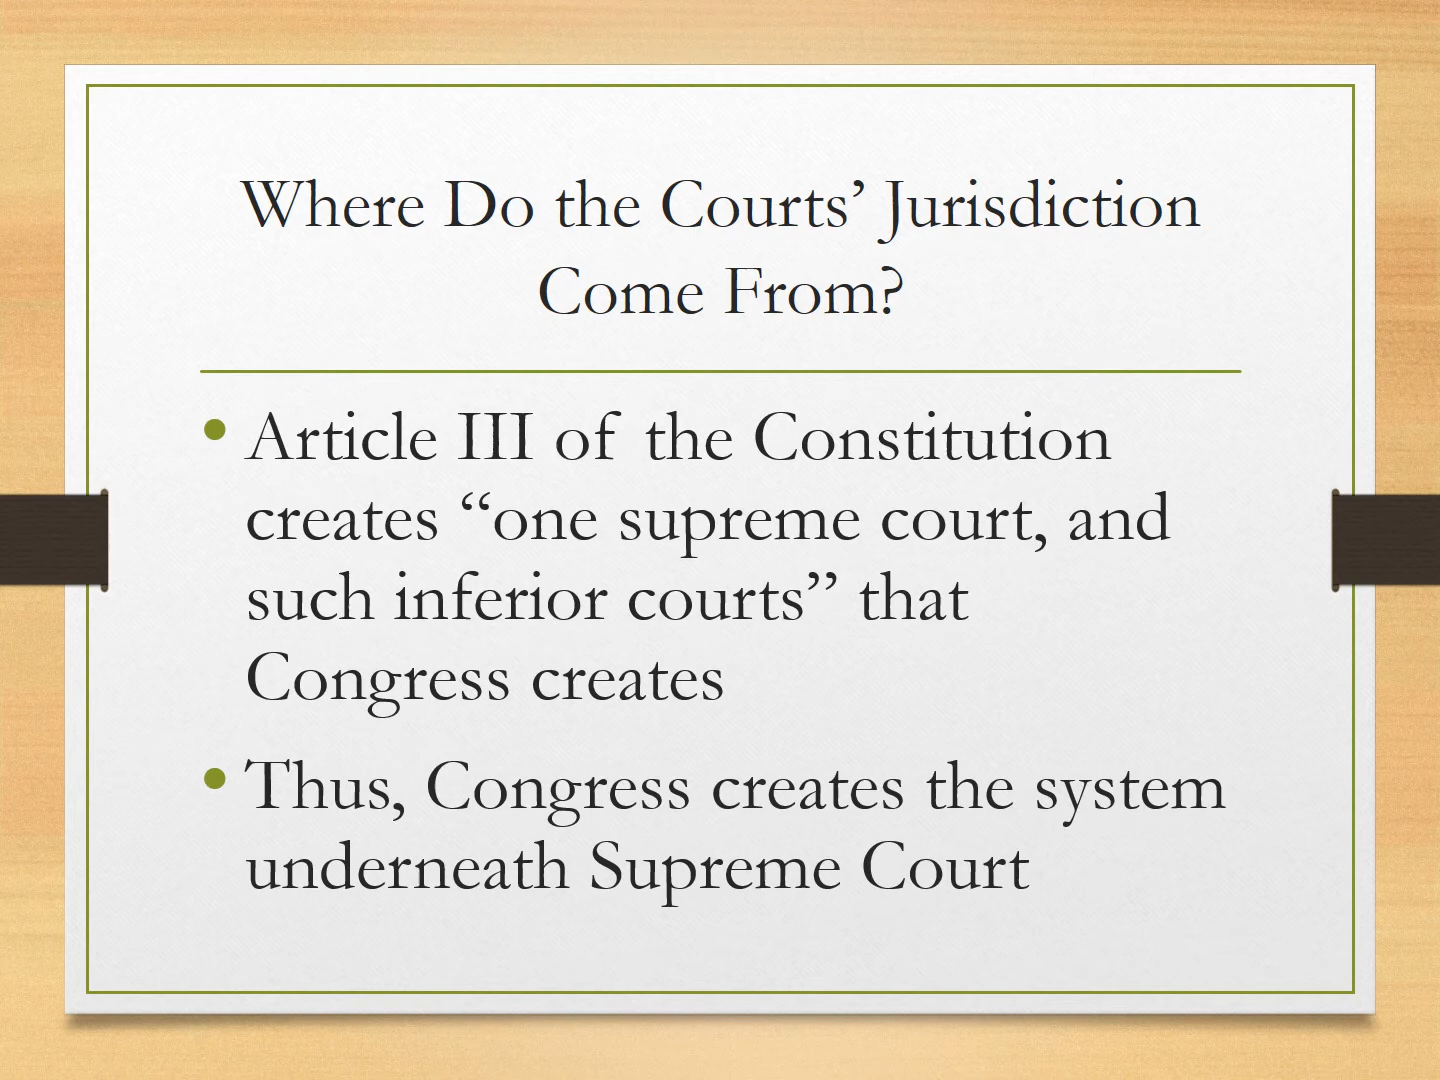 Where Do the Courts’ Jurisdiction
Come From?
• Article III of the Constitution
creates “one supreme court, and
such inferior courts” that
Congress creates
• Thus, Congress creates the system
underneath Supreme Court